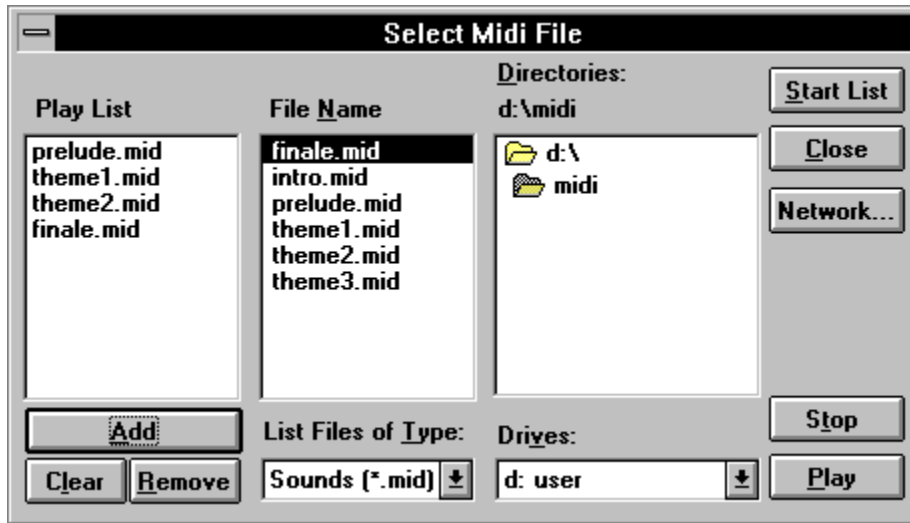 Select Midi File
Play List
prelude.mid
theme1.mid
theme2.mid
finale.mid
Add
Clear
Remove
File Name
finale.mid
intro.mid
prelude.mid
theme1.mid
theme2.mid
theme3.mid
List Files of Type:
Sounds (*.mid)
Directories:
d:\midi
d:\
midi
Drives:
d: user
Start List
Close
Network...
Stop
Play